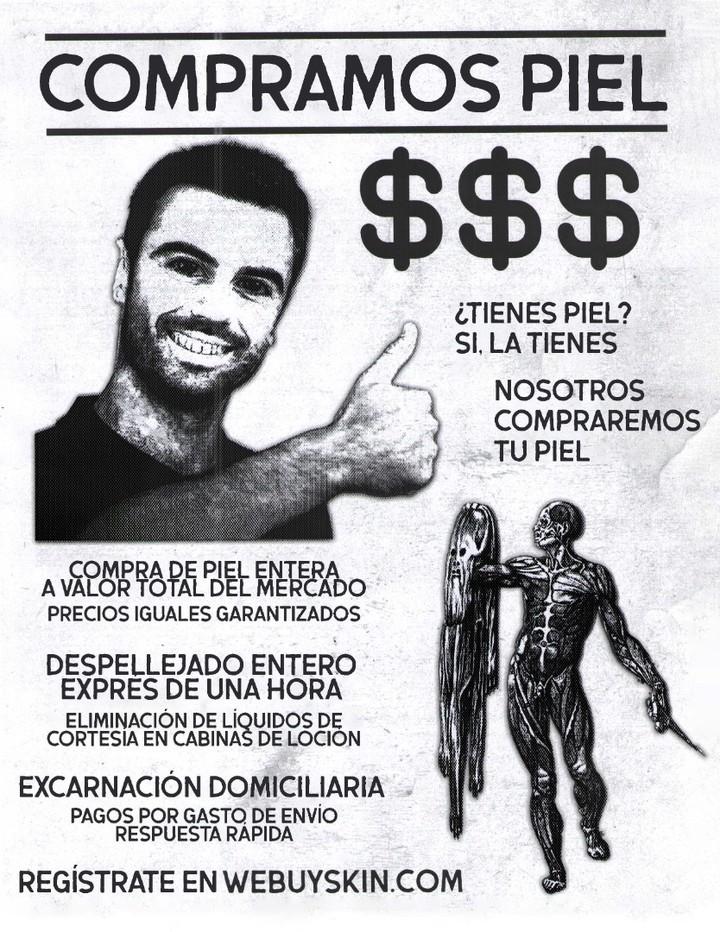 COMPRAMOS PIEL
$$$
¿TIENES PIEL?
SI, LA TIENES
NOSOTROS
COMPRAREMOS
TU PIEL
COMPRA DE PIEL ENTERA
A VALOR TOTAL DEL MERCADO
PRECIOS IGUALES GARANTIZADOS
DESPELLEJADO ENTERO
EXPRES DE UNA HORA
ELIMINACIÓN DE LÍQUIDOS DE
CORTESIA EN CABINAS DE LOCIÓN
EXCARNACIÓN DOMICILIARIA
PAGOS POR GASTO DE ENVÍO
RESPUESTA RÁPIDA
REGÍSTRATE EN WEBUYSKIN.COM